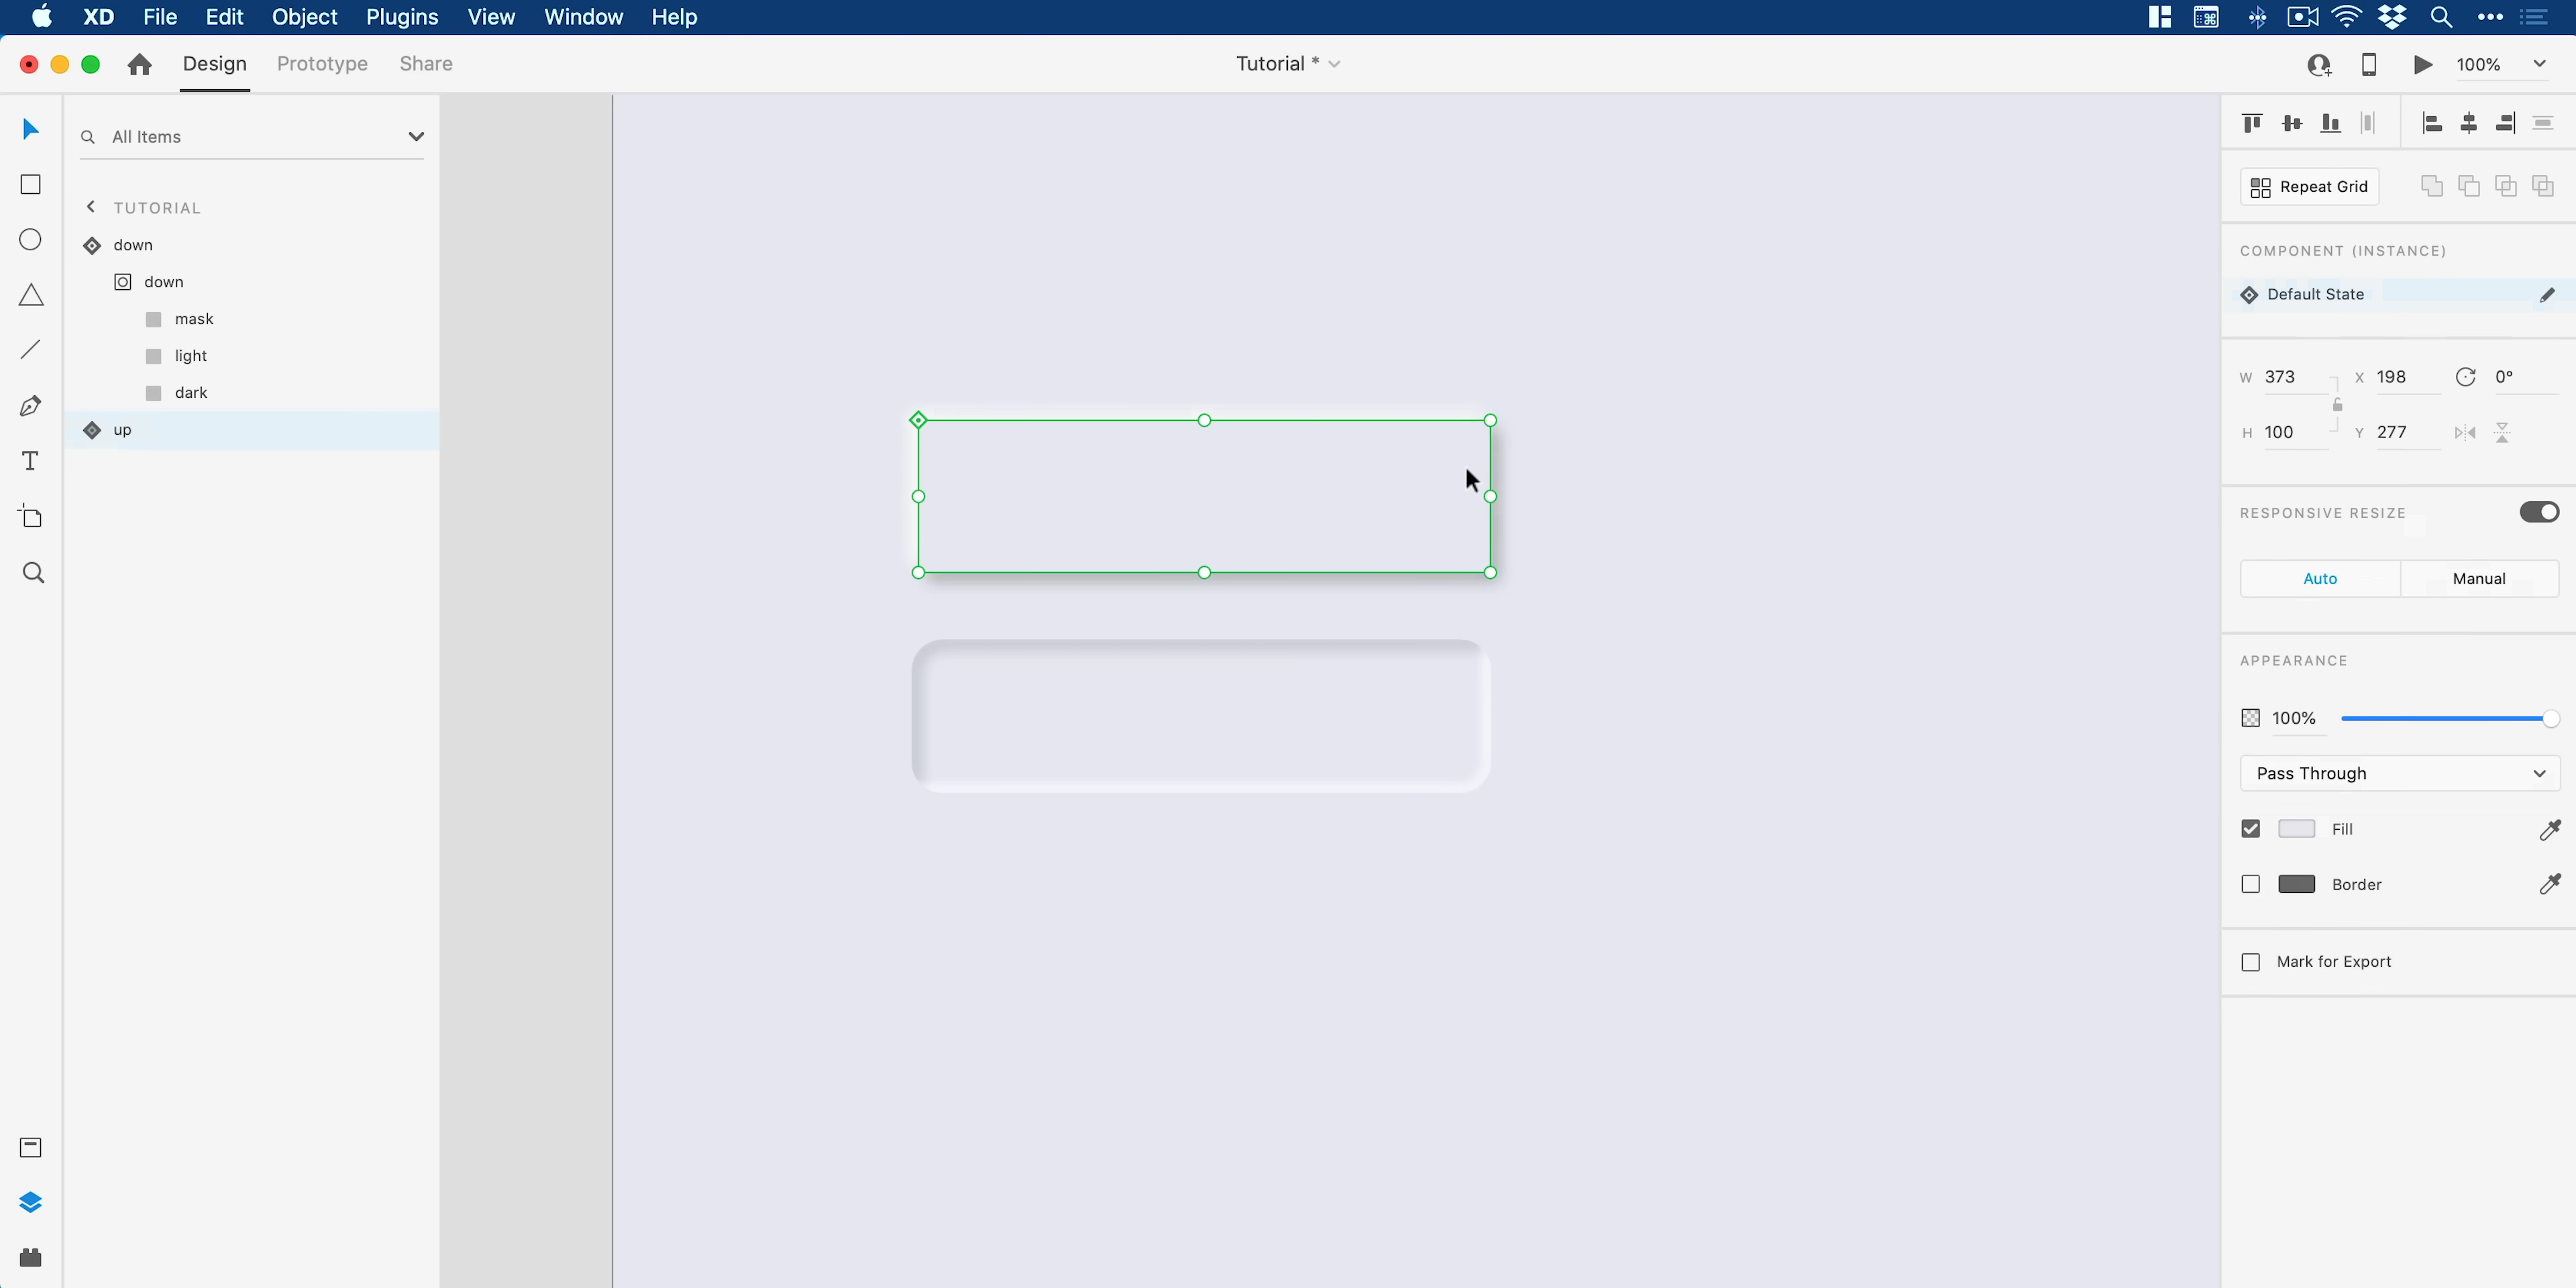 XD File Edit Object Plugins View Window Help
Design Prototype Share
Tutorial *
100%
All Items
TUTORIAL
down
down
mask
light
dark
up
T
Repeat Grid
COMPONENT (INSTANCE)
Default State
W 373 X 198 0°
H 100 Y 277
RESPONSIVE RESIZE
Auto Manual
APPEARANCE
100%
Pass Through
Fill
Border
Mark for Export